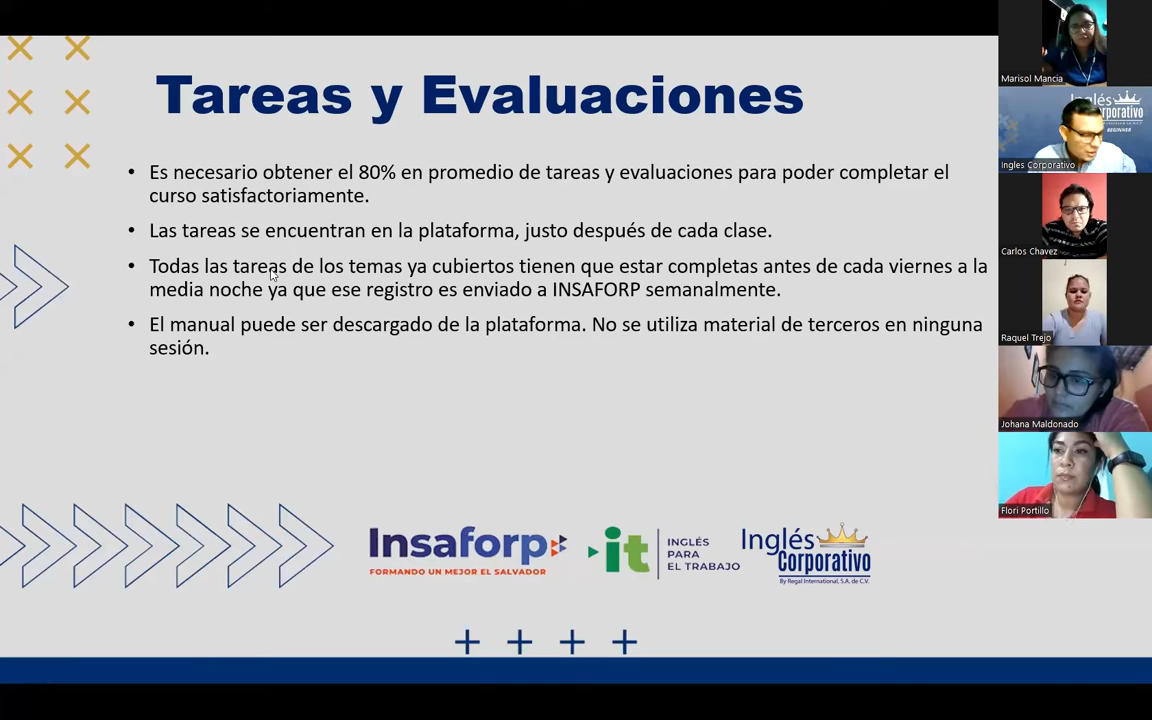 Tareas y Evaluaciones
• Es necesario obtener el 80% en promedio de tareas y evaluaciones para poder completar el
curso satisfactoriamente.
• Las tareas se encuentran en la plataforma, justo después de cada clase.
• Todas las tareas de los temas ya cubiertos tienen que estar completas antes de cada viernes a la
media noche ya que ese registro es enviado a INSAFORP semanalmente.
• El manual puede ser descargado de la plataforma. No se utiliza material de terceros en ninguna
sesión.
Insaforp
FORMANDO UN MEJOR EL SALVADOR
it
INGLÉS
PARA
EL TRABAJO
Inglés
Corporativo
By Regal International, S.A. de C.V.
Marisol Mancia
Inglés
orporativo
BEGINNER
Ingles Corporativo
Carlos Chavez
Raquel Trejo
Johana Maldonado
Flori Portillo